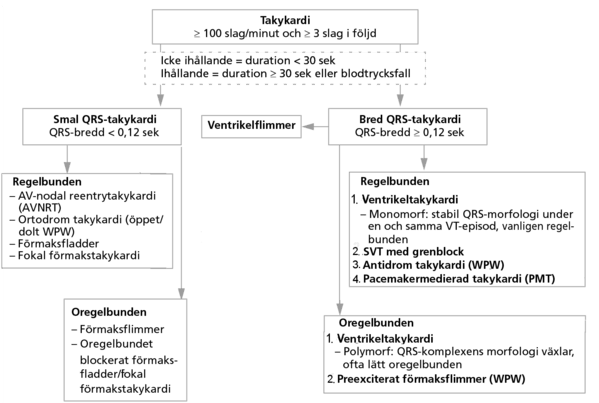 Takykardi
≥ 100 slag/minut och ≥ 3 slag i följd
Icke ihållande = duration < 30 sek
Ihållande = duration ≥ 30 sek eller blodtrycksfall
Smal QRS-takykardi
QRS-bredd < 0,12 sek
Ventrikelflimmer
Bred QRS-takykardi
QRS-bredd ≥ 0,12 sek
Regelbunden
– AV-nodal reentrytakykardi
(AVNRT)
– Ortodrom takykardi (öppet/
dolt WPW)
– Förmaksfladder
– Fokal förmakstakykardi
Regelbunden
1. Ventrikeltakykardi
– Monomorf: stabil QRS-morfologi under
en och samma VT-episod, vanligen regel-
bunden
2. SVT med grenblock
3. Antidrom takykardi (WPW)
4. Pacemakermedierad takykardi (PMT)
Oregelbunden
– Förmaksflimmer
– Oregelbundet
blockerat förmaks-
fladder/fokal
förmakstakykardi
Oregelbunden
1. Ventrikeltakykardi
– Polymorf: QRS-komplexens morfologi växlar,
ofta lätt oregelbunden
2. Preexciterat förmaksflimmer (WPW)